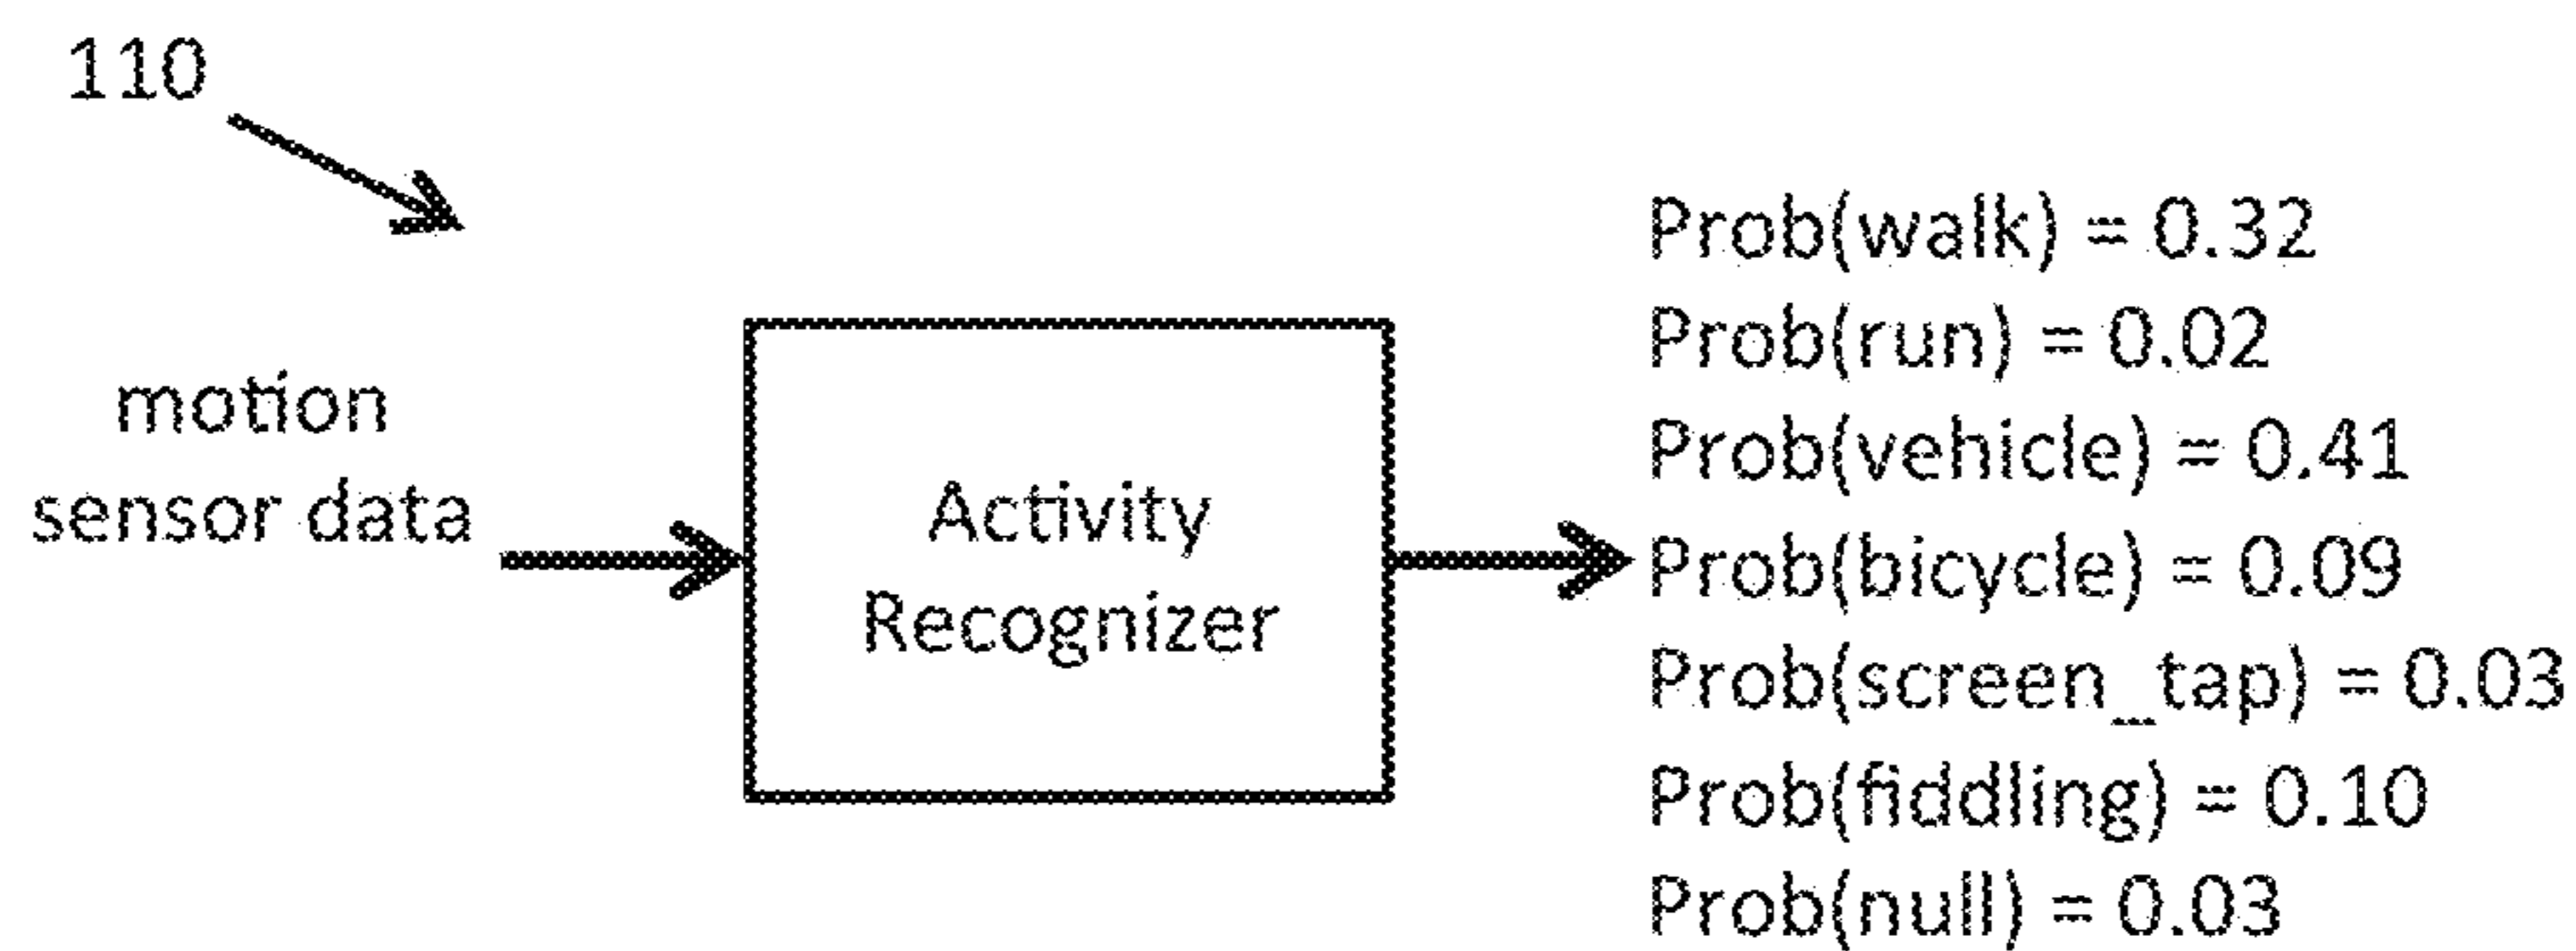 110
motion
sensor data
Activity
Recognizer
Prob(walk) = 0.32
Prob(run) = 0.02
Prob(vehicle) = 0.41
Prob(bicycle) = 0.09
Prob(screen_tap) = 0.03
Prob(fiddling) = 0.10
Prob(null) = 0.03